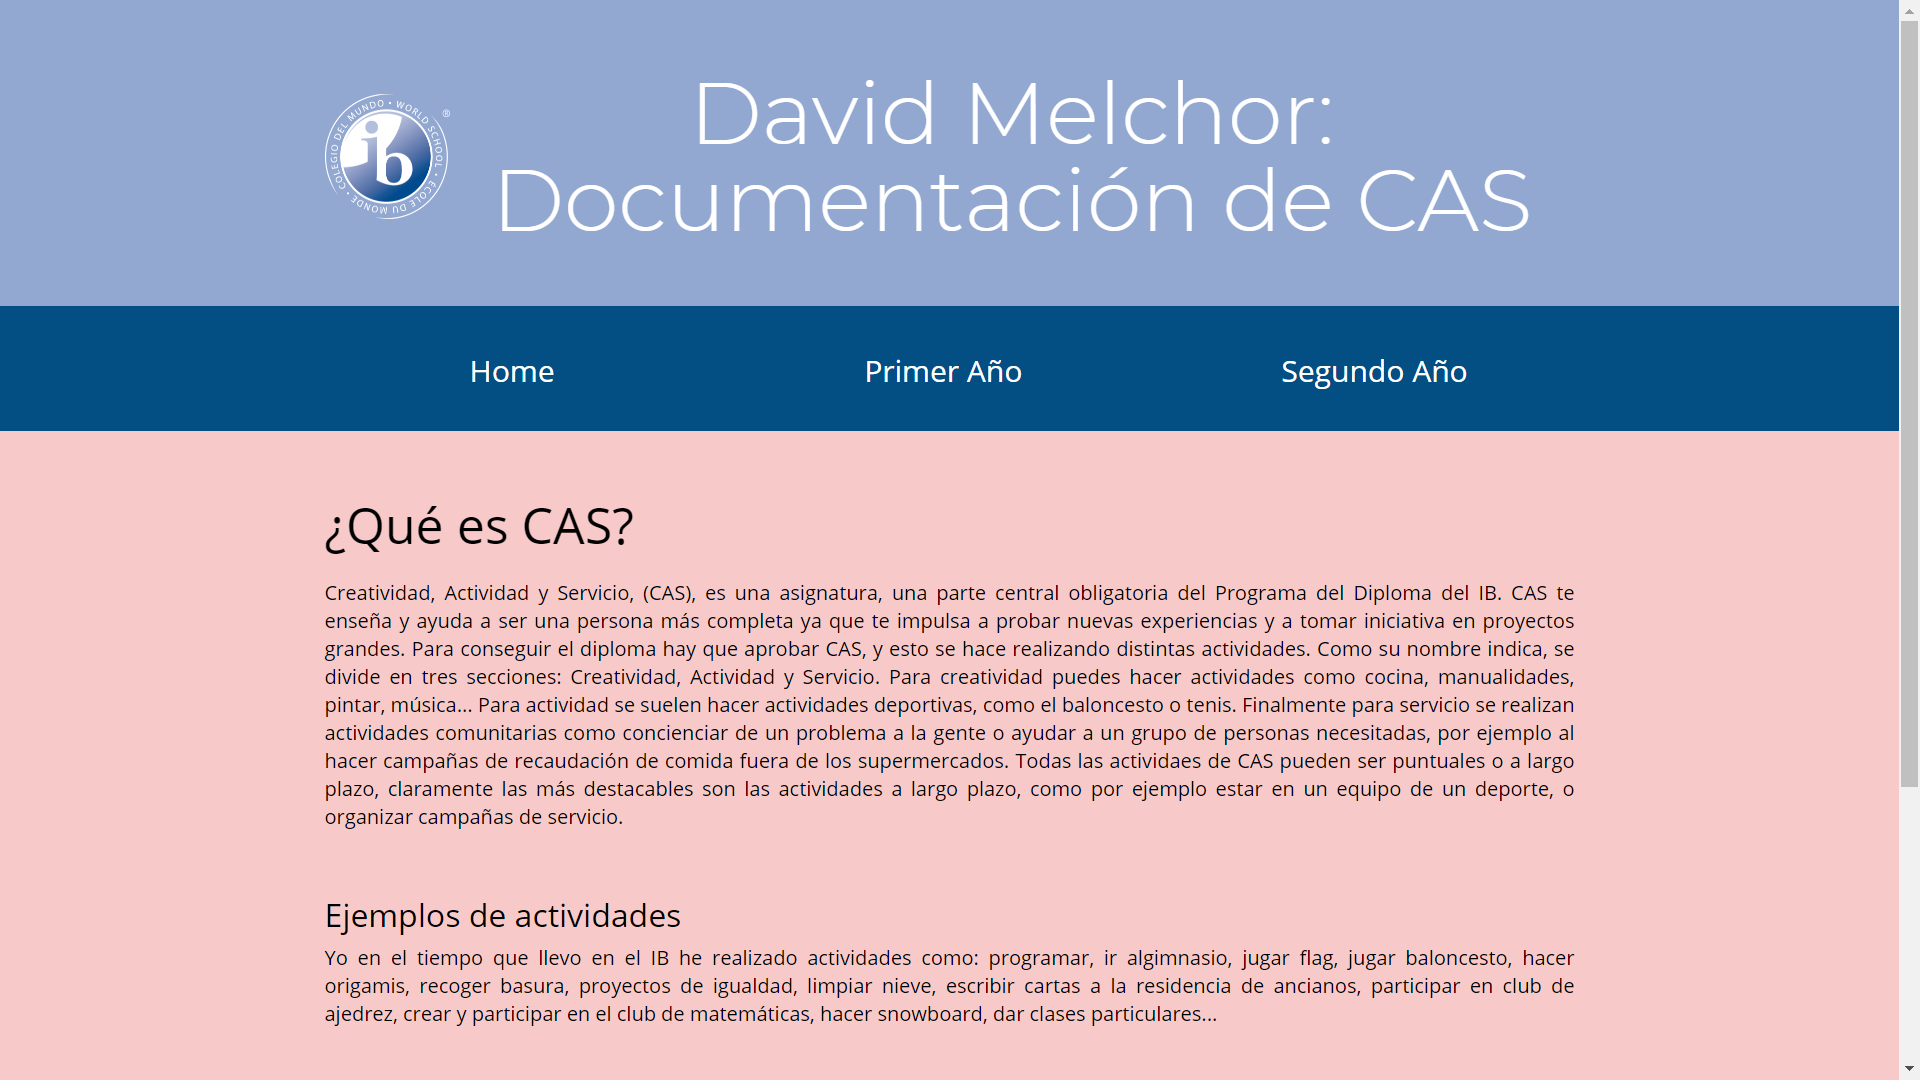 COLEGIO DEL MUNDO • WORLD SCHOOL • ÉCOLE DU MONDE •
®
ib
David Melchor:
Documentación de CAS
Home
Primer Año
Segundo Año
¿Qué es CAS?
Creatividad, Actividad y Servicio, (CAS), es una asignatura, una parte central obligatoria del Programa del Diploma del IB. CAS te
enseña y ayuda a ser una persona más completa ya que te impulsa a probar nuevas experiencias y a tomar iniciativa en proyectos
grandes. Para conseguir el diploma hay que aprobar CAS, y esto se hace realizando distintas actividades. Como su nombre indica, se
divide en tres secciones: Creatividad, Actividad y Servicio. Para creatividad puedes hacer actividades como cocina, manualidades,
pintar, música... Para actividad se suelen hacer actividades deportivas, como el baloncesto o tenis. Finalmente para servicio se realizan
actividades comunitarias como concienciar de un problema a la gente o ayudar a un grupo de personas necesitadas, por ejemplo al
hacer campañas de recaudación de comida fuera de los supermercados. Todas las actividaes de CAS pueden ser puntuales o a largo
plazo, claramente las más destacables son las actividades a largo plazo, como por ejemplo estar en un equipo de un deporte, o
organizar campañas de servicio.
Ejemplos de actividades
Yo en el tiempo que llevo en el IB he realizado actividades como: programar, ir algimnasio, jugar flag, jugar baloncesto, hacer
origamis, recoger basura, proyectos de igualdad, limpiar nieve, escribir cartas a la residencia de ancianos, participar en club de
ajedrez, crear y participar en el club de matemáticas, hacer snowboard, dar clases particulares...